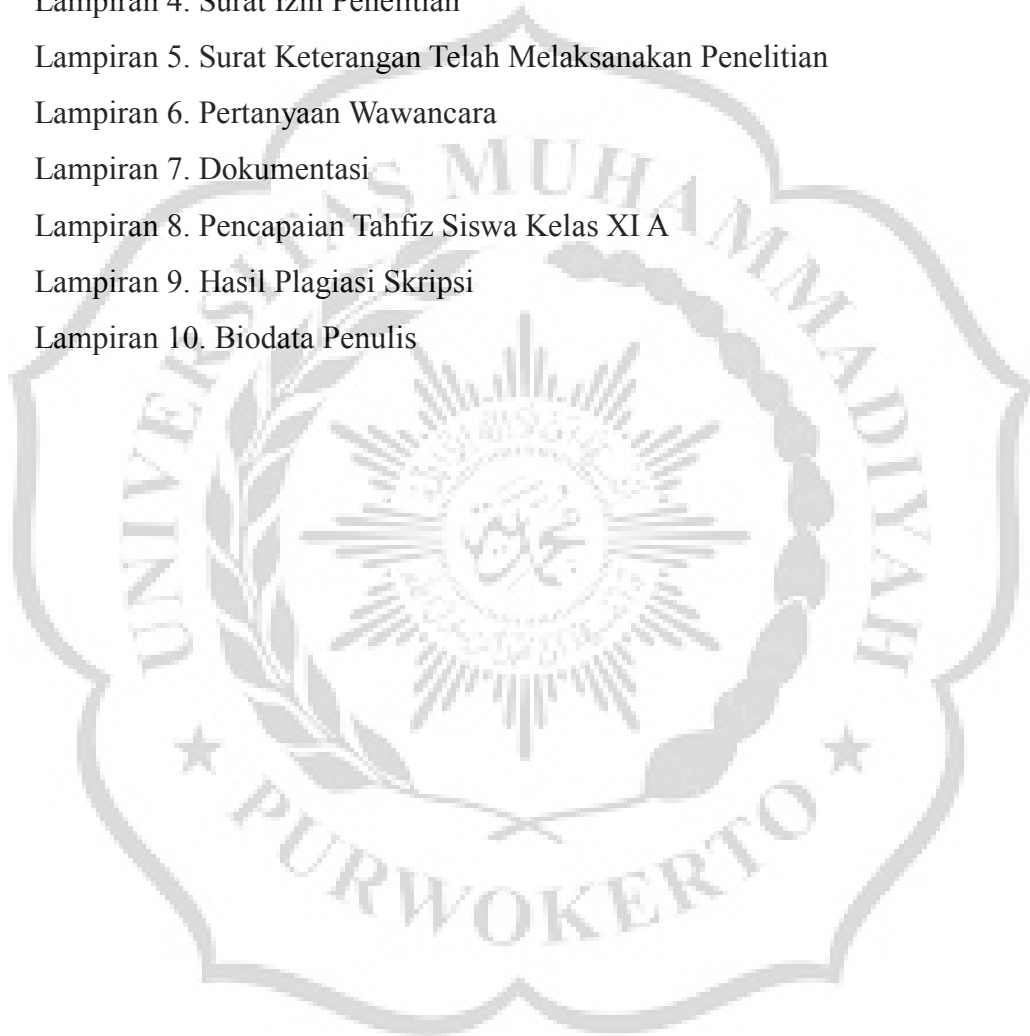 Lampiran 4. Surat Izin Penelitian
Lampiran 5. Surat Keterangan Telah Melaksanakan Penelitian
Lampiran 6. Pertanyaan Wawancara
Lampiran 7. Dokumentasi
Lampiran 8. Pencapaian Tahfiz Siswa Kelas XI A
Lampiran 9. Hasil Plagiasi Skripsi
Lampiran 10. Biodata Penulis
UNIVERSITAS MUHAMMADIYAH
PURWOKERTO